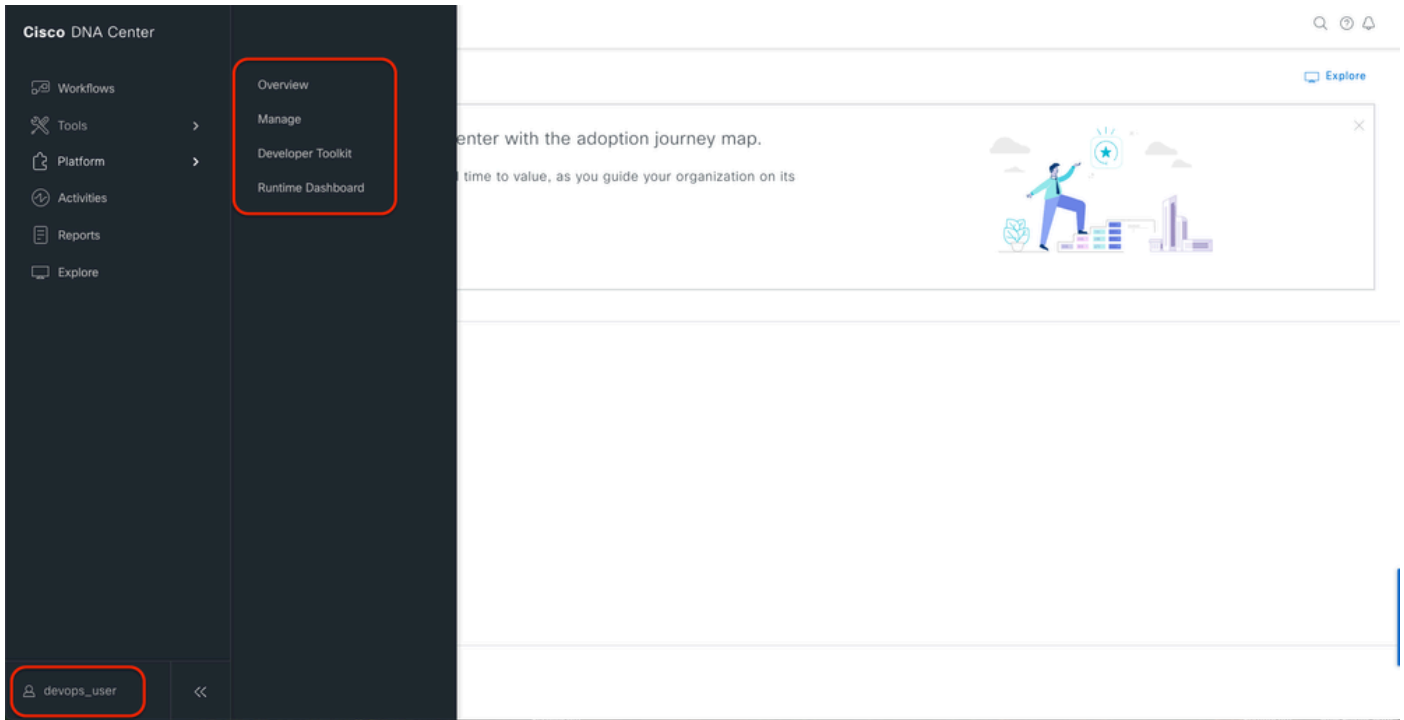 Cisco DNA Center
Workflows
Tools
Platform
Activities
Reports
Explore
devops_user
Overview
Manage
Developer Toolkit
Runtime Dashboard
Explore
enter with the adoption journey map.
time to value, as you guide your organization on its